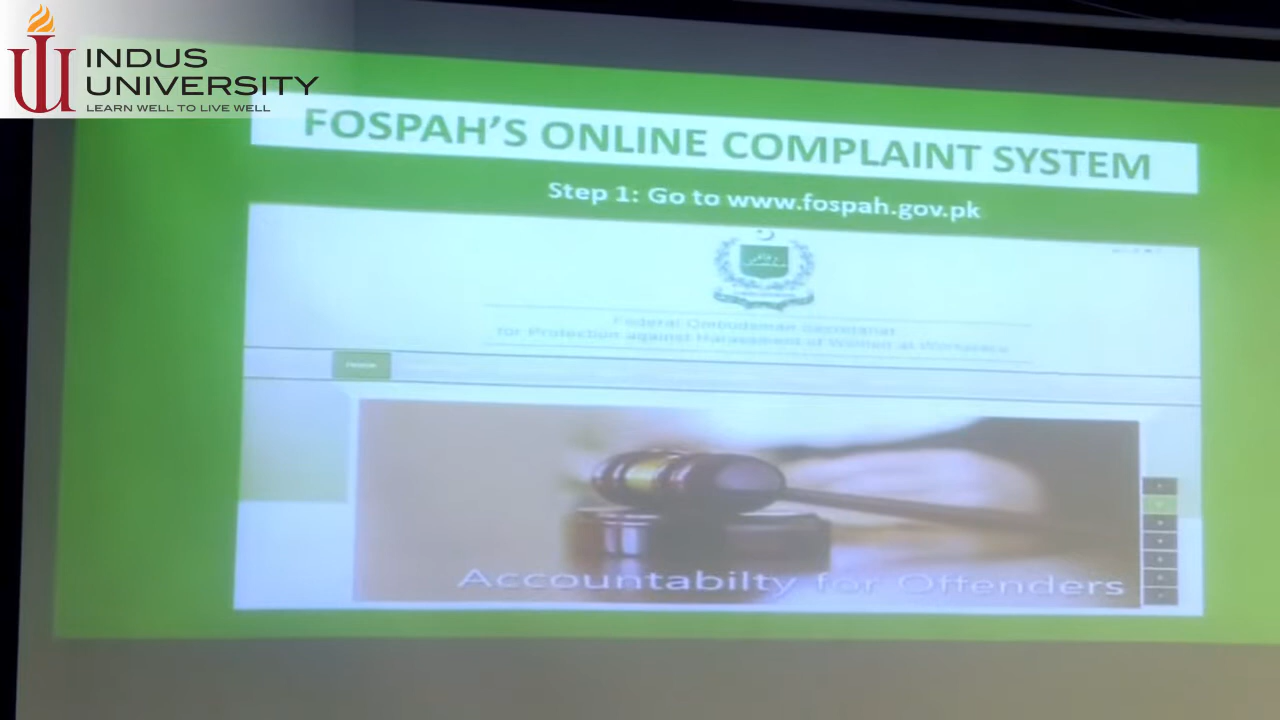 INDUS
UNIVERSITY
LEARN WELL TO LIVE WELL
FOSPAH'S ONLINE COMPLAINT SYSTEM
Step 1: Go to www.fospah.gov.pk
Federal Ombudsman Secretariat
for Protection against Harassment of Women at Workplace
Home
Accountabilty for Offenders